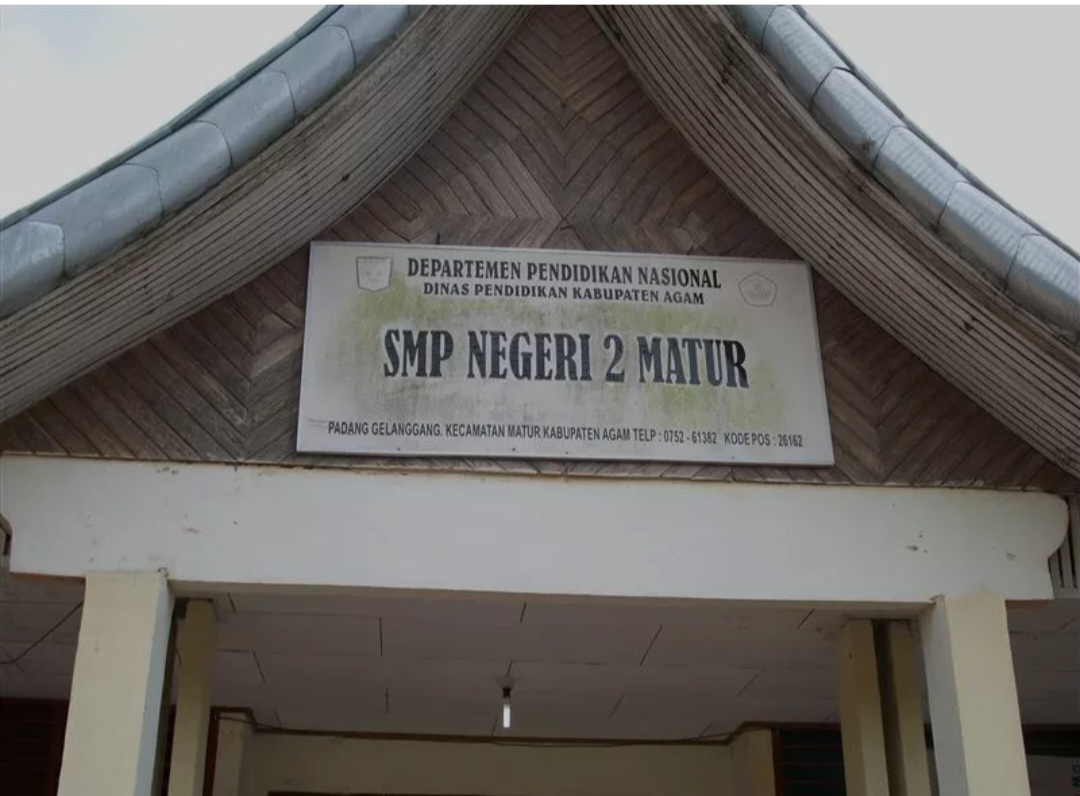 DEPARTEMEN PENDIDIKAN NASIONAL
DINAS PENDIDIKAN KABUPATEN AGAM
SMP NEGERI 2 MATUR
PADANG GELANGGANG. KECAMATAN MATUR KABUPATEN AGAM TELP : 0752 - 61382 KODE POS : 26162